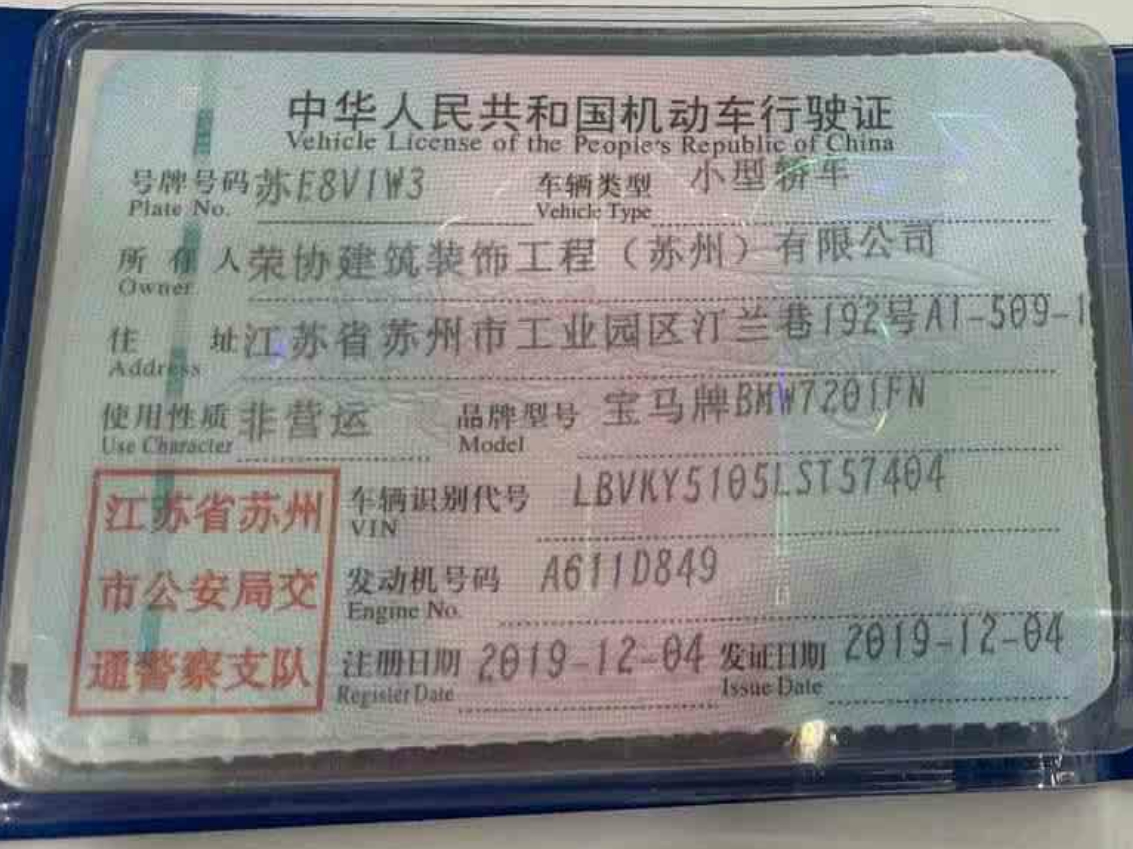 中华人民共和国机动车行驶证
Vehicle License of the People's Republic of China
号牌号码 苏E8V1W3 车辆类型 小型轿车
Plate No. Vehicle Type
所有人 荣协建筑装饰工程（苏州）有限公司
Owner
住址 江苏省苏州市工业园区汀兰巷192号A1-509-1
Address
使用性质 非营运 品牌型号 宝马牌BMW7201FN
Use Character Model
江苏省苏州 车辆识别代号 LBVKY5105LST57404
VIN
市公安局交 发动机号码 A611D849
Engine No.
通警察支队 注册日期 2019-12-04 发证日期 2019-12-04
Register Date Issue Date